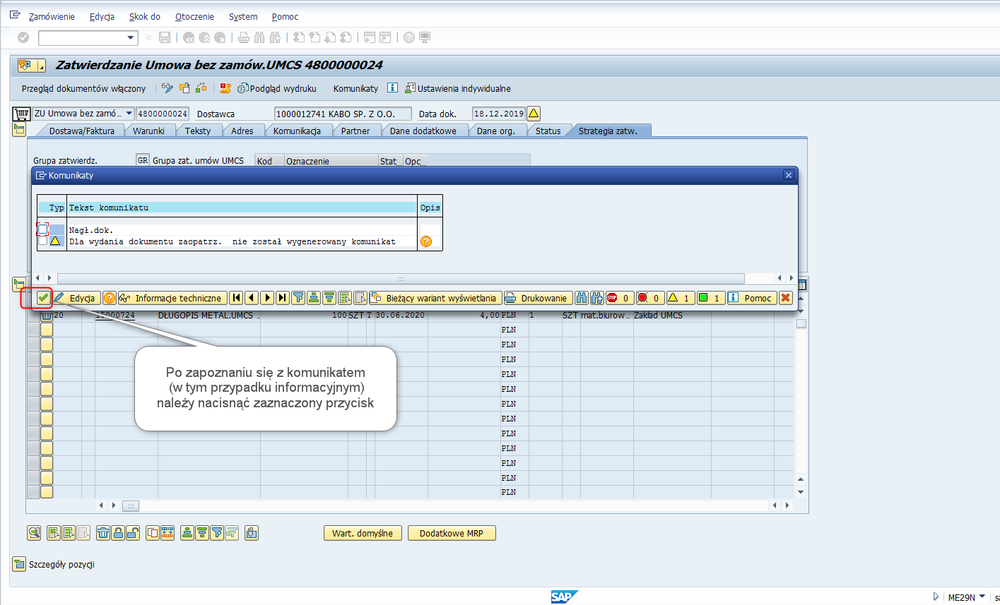 Zamówienie Edycja Skok do Otoczenie System Pomoc
Zatwierdzanie Umowa bez zamów.UMCS 4800000024
Przegląd dokumentów włączony Podgląd wydruku Komunikaty Ustawienia indywidualne
ZU Umowa bez zamó... 4800000024 Dostawca 1000012741 KABO SP. Z O.O. Data dok. 18.12.2019
Dostawa/Faktura Warunki Teksty Adres Komunikacja Partner Dane dodatkowe Dane org. Status Strategia zatw.
Grupa zatwierdz. GR Grupa zat. umów UMCS Kod Oznaczenie Stat... Opc...
Komunikaty
Typ Tekst komunikatu Opis
Nagł.dok.
Dla wydania dokumentu zaopatrz. nie został wygenerowany komunikat
Edycja Informacje techniczne Bieżący wariant wyświetlania Drukowanie STOP 0 0 1 1 Pomoc
20 15000724 DŁUGOPIS METAL.UMCS ... 100 SZT T 30.06.2020 4,00 PLN 1 SZT mat.biurow... Zakład UMCS
PLN
PLN
PLN
PLN
PLN
PLN
PLN
PLN
PLN
PLN
PLN
PLN
Po zapoznaniu się z komunikatem
(w tym przypadku informacyjnym)
należy nacisnąć zaznaczony przycisk
Wart. domyślne Dodatkowe MRP
Szczegóły pozycji
SAP ME29N